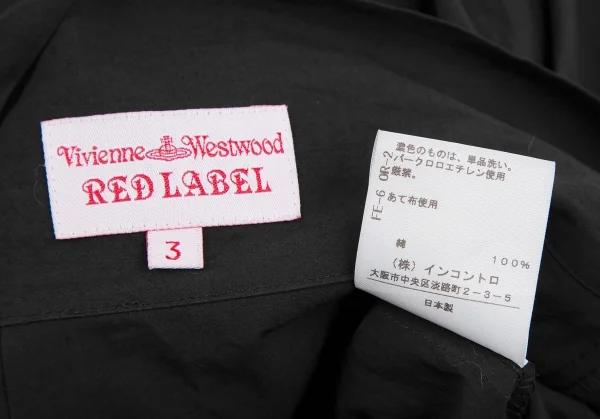 Vivienne Westwood
RED LABEL
3
濃色のものは、単品洗い。
パークロロエチレン使用
厳禁。
あて布使用
FE-6 OR-2
綿
100%
(株) インコントロ
大阪市中央区淡路町2-3-5
日本製